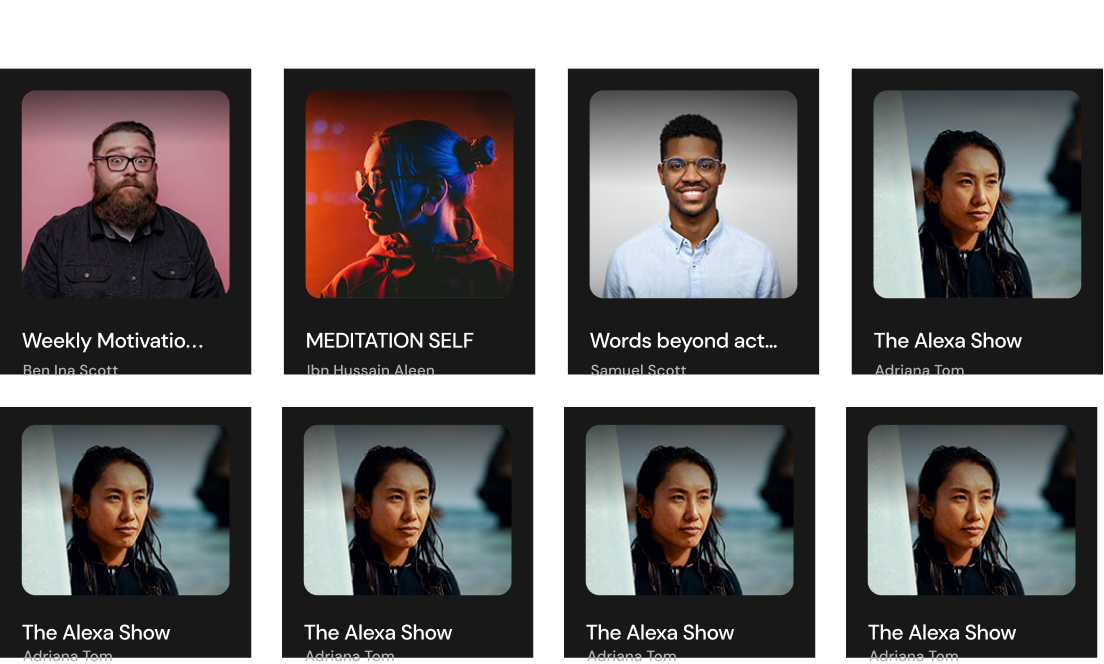 Weekly Motivatio...
MEDITATION SELF
Words beyond act...
The Alexa Show
Ben Ina Scott
Ibn Hussain Aleen
Samuel Scott
Adriana Tom
The Alexa Show
The Alexa Show
The Alexa Show
The Alexa Show
Adriana Tom
Adriana Tom
Adriana Tom
Adriana Tom